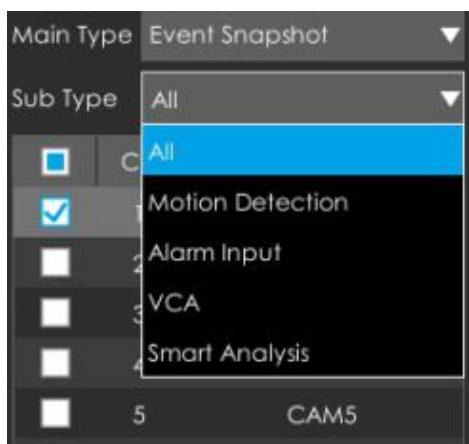 Main Type Event Snapshot
Sub Type All
All
Motion Detection
Alarm Input
VCA
Smart Analysis
5 CAM5